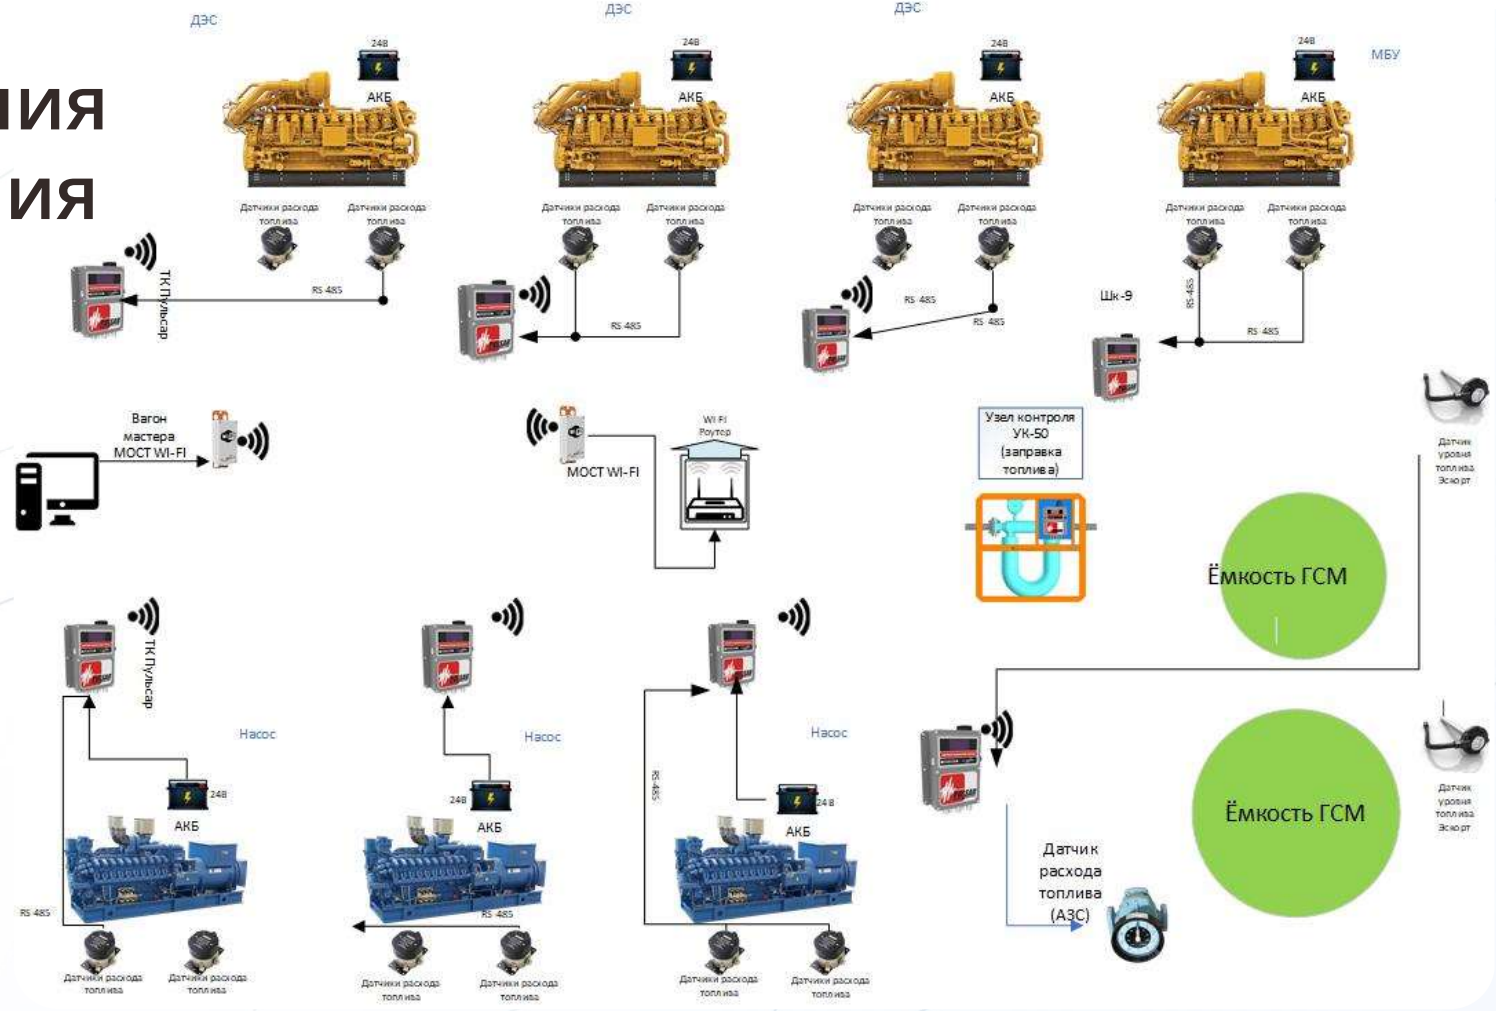 ния
ия
ДЭС
ДЭС
ДЭС
МБУ
24В
24В
24В
24В
АКБ
АКБ
АКБ
АКБ
Датчики расхода
топлива
Датчики расхода
топлива
Датчики расхода
топлива
Датчики расхода
топлива
Датчики расхода
топлива
Датчики расхода
топлива
Датчики расхода
топлива
Датчики расхода
топлива
ТК Пульсар
RS 485
RS 485
RS 485
RS 485
Шк-9
RS 485
RS 485
Вагон
мастера
МОСТ WI-FI
МОСТ WI-FI
WI FI
Роутер
Узел контроля
УК-50
(заправка
топлива)
Датчик
уровня
топлива
Эскорт
Ёмкость ГСМ
ТК Пульсар
Насос
Насос
Насос
24В
АКБ
24В
АКБ
24 В
АКБ
RS 485
RS 485
RS 485
Датчики расхода
топлива
Датчики расхода
топлива
Датчики расхода
топлива
Датчики расхода
топлива
Датчики расхода
топлива
Датчики расхода
топлива
PULSAR
Датчик
расхода
топлива
(АЗС)
Ёмкость ГСМ
Датчик
уровня
топлива
Эскорт